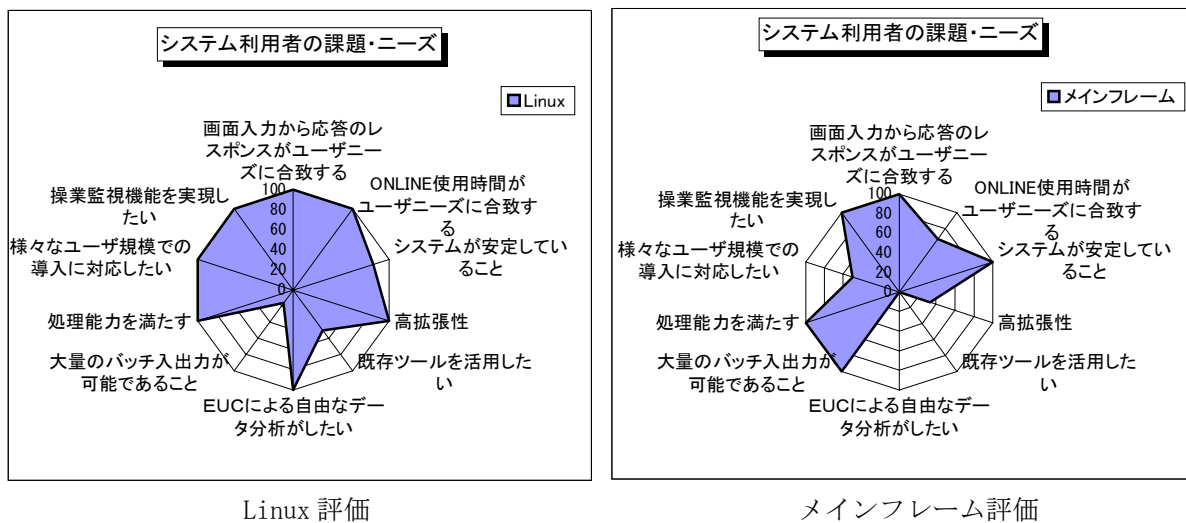 システム利用者の課題・ニーズ
Linux
画面入力から応答のレ
スポンスがユーザニー
ズに合致する
ONLINE使用時間が
ユーザニーズに合致す
る
システムが安定してい
ること
高拡張性
既存ツールを活用した
い
EUCによる自由なデー
タ分析がしたい
大量のバッチ入出力が
可能であること
処理能力を満たす
様々なユーザ規模での
導入に対応したい
操業監視機能を実現し
たい
100
80
60
40
20
0
Linux 評価
システム利用者の課題・ニーズ
メインフレーム
画面入力から応答のレ
スポンスがユーザニー
ズに合致する
ONLINE使用時間が
ユーザニーズに合致す
る
システムが安定してい
ること
高拡張性
既存ツールを活用した
い
EUCによる自由なデー
タ分析がしたい
大量のバッチ入出力が
可能であること
処理能力を満たす
様々なユーザ規模での
導入に対応したい
操業監視機能を実現し
たい
100
80
60
40
20
0
メインフレーム評価